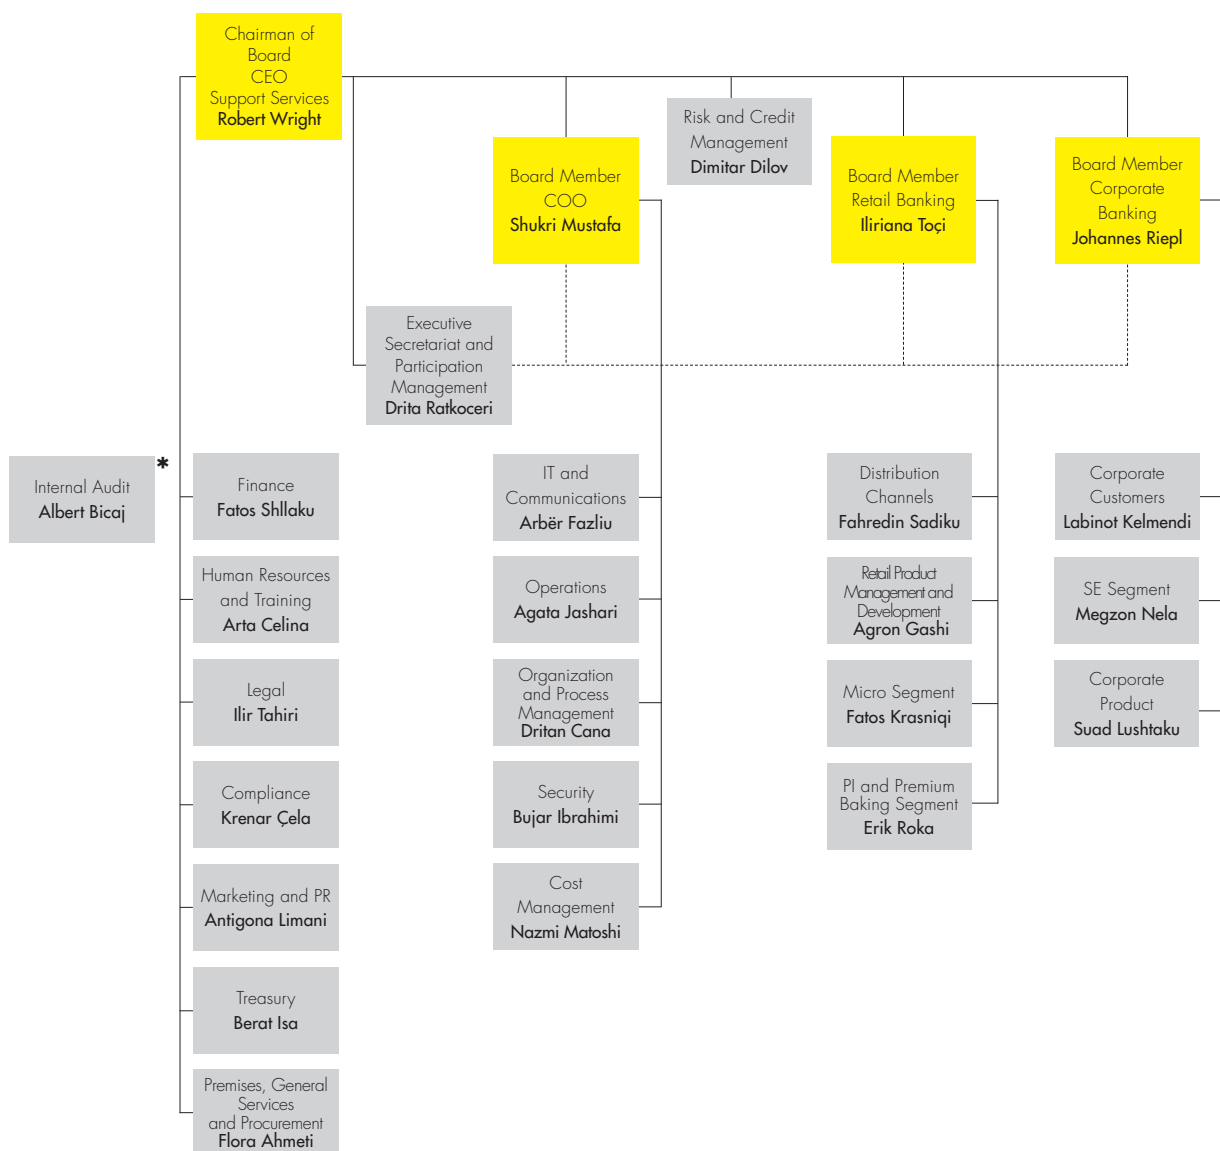 Chairman of
Board
CEO
Support Services
Robert Wright
Risk and Credit
Management
Dimitar Dilov
Board Member
COO
Shukri Mustafa
Board Member
Retail Banking
Iliriana Toçi
Board Member
Corporate
Banking
Johannes Riepl
Executive
Secretariat and
Participation
Management
Drita Ratkoceri
Internal Audit
Albert Bicaj
*
Finance
Fatos Shllaku
Human Resources
and Training
Arta Celina
Legal
Ilir Tahiri
Compliance
Krenar Çela
Marketing and PR
Antigona Limani
Treasury
Berat Isa
Premises, General
Services
and Procurement
Flora Ahmeti
IT and
Communications
Arbër Fazliu
Operations
Agata Jashari
Organization
and Process
Management
Dritan Cana
Security
Bujar Ibrahimi
Cost
Management
Nazmi Matoshi
Distribution
Channels
Fahredin Sadiku
Retail Product
Management and
Development
Agron Gashi
Micro Segment
Fatos Krasniqi
PI and Premium
Baking Segment
Erik Roka
Corporate
Customers
Labinot Kelmendi
SE Segment
Megzon Nela
Corporate
Product
Suad Lushtaku